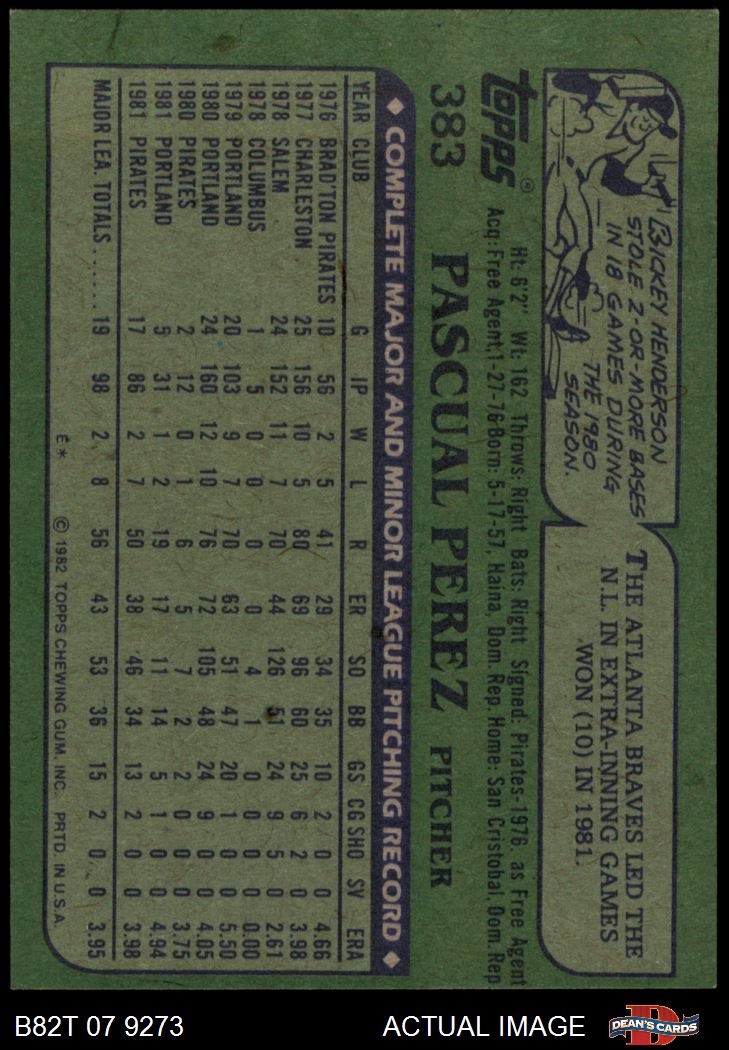 RICKEY HENDERSON
STOLE 2-OR-MORE BASES
IN 18 GAMES DURING
THE 1980
SEASON.
THE ATLANTA BRAVES LED THE
N.L. IN EXTRA-INNING GAMES
WON (10) IN 1981.
TOPPS®
383 PASCUAL PEREZ PITCHER
Ht: 6'2" Wt: 162 Throws: Right Bats: Right Signed: Pirates-1976, as Free Agent
Acq: Free Agent, 1-27-76 Born: 5-17-57, Haina, Dom. Rep. Home: San Cristobal, Dom. Rep
◆ COMPLETE MAJOR AND MINOR LEAGUE PITCHING RECORD ◆
YEAR CLUB G IP W L R ER SO BB GS CG SHO SV ERA
1976 BRAD'TON PIRATES 10 56 2 5 41 29 34 35 10 2 0 0 4.66
1977 CHARLESTON 25 156 10 5 80 69 96 60 25 6 2 0 3.98
1978 SALEM 24 152 11 7 70 44 126 51 24 9 5 0 2.61
1978 COLUMBUS 1 5 0 0 0 0 4 1 0 0 0 0 0.00
1979 PORTLAND 20 103 9 7 70 63 51 47 20 1 0 0 5.50
1980 PORTLAND 24 160 12 10 76 72 105 48 24 9 0 0 4.05
1980 PIRATES 2 12 0 1 6 5 7 2 2 0 0 0 3.75
1981 PORTLAND 5 31 1 2 19 17 11 14 5 1 0 0 4.94
1981 PIRATES 17 86 2 7 50 38 46 34 13 2 0 0 3.98
MAJOR LEA. TOTALS...... 19 98 2 8 56 43 53 36 15 2 0 0 3.95
E* © 1982 TOPPS CHEWING GUM, INC. PRTD. IN U.S.A.
B82T 07 9273 ACTUAL IMAGE DEAN'S CARDS